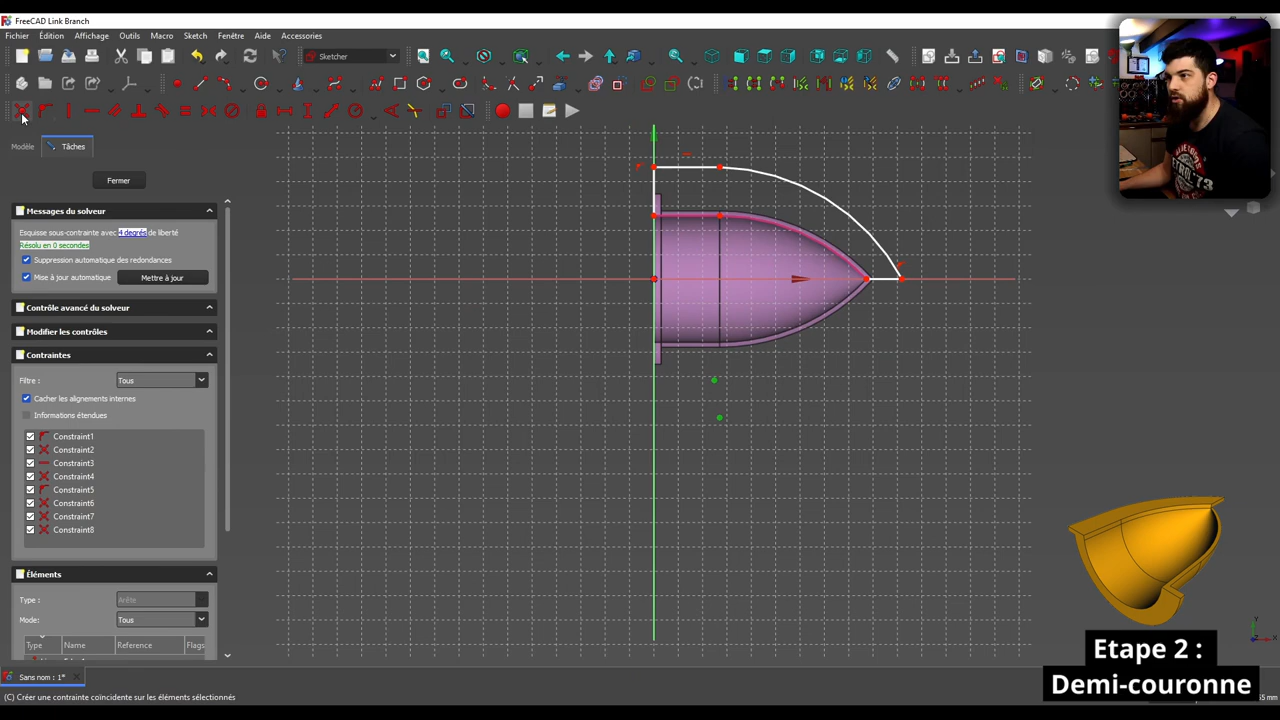 FreeCAD Link Branch
Fichier Édition Affichage Outils Macro Sketch Fenêtre Aide Accessoires
Sketcher
Modèle Tâches
Fermer
Messages du solveur
Esquisse sous-contrainte avec 4 degrés de liberté
Résolu en 0 secondes
Suppression automatique des redondances
Mise à jour automatique Mettre à jour
Contrôle avancé du solveur
Modifier les contrôles
Contraintes
Filtre : Tous
Cacher les alignements internes
Informations étendues
Constraint1
Constraint2
Constraint3
Constraint4
Constraint5
Constraint6
Constraint7
Constraint8
Éléments
Type : Arête
Mode: Tous
Type Name Reference Flags
Sans nom : 1*
(C) Créer une contrainte coïncidente sur les éléments sélectionnés
Etape 2 :
Demi-couronne